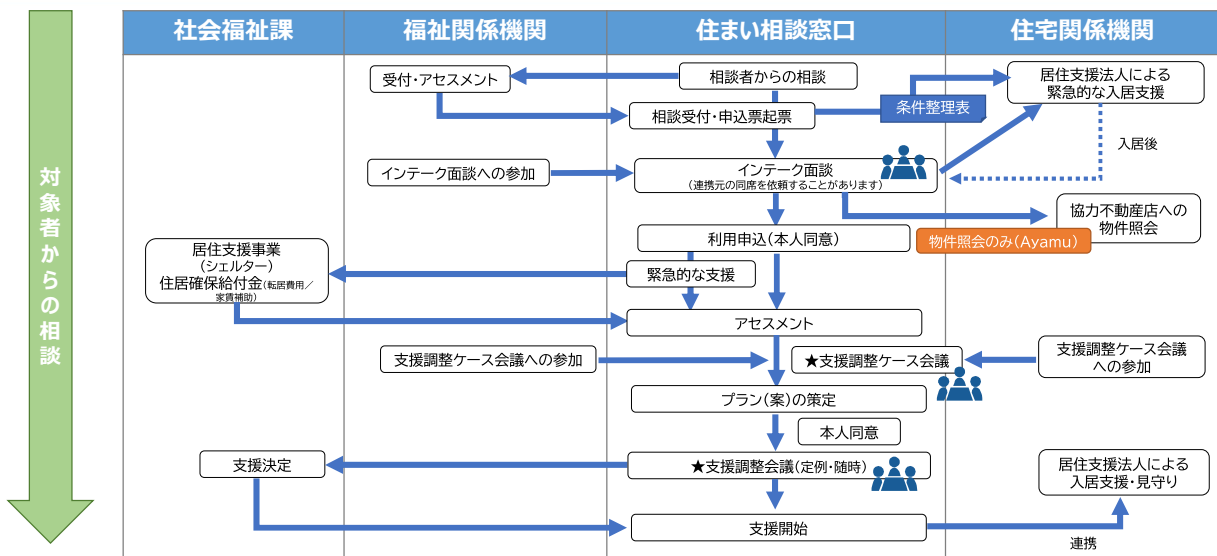 対象者からの相談
社会福祉課
福祉関係機関
住まい相談窓口
住宅関係機関
受付・アセスメント
相談者からの相談
居住支援法人による
緊急的な入居支援
条件整理表
相談受付・申込票起票
入居後
インテーク面談への参加
インテーク面談
(連携元の同席を依頼することがあります)
協力不動産店への
物件照会
物件照会のみ(Ayamu)
利用申込(本人同意)
居住支援事業
(シェルター)
住居確保給付金(転居費用/
家賃補助)
緊急的な支援
アセスメント
支援調整ケース会議への参加
★支援調整ケース会議
支援調整ケース会議
への参加
プラン(案)の策定
本人同意
支援決定
★支援調整会議(定例・随時)
居住支援法人による
入居支援・見守り
支援開始
連携